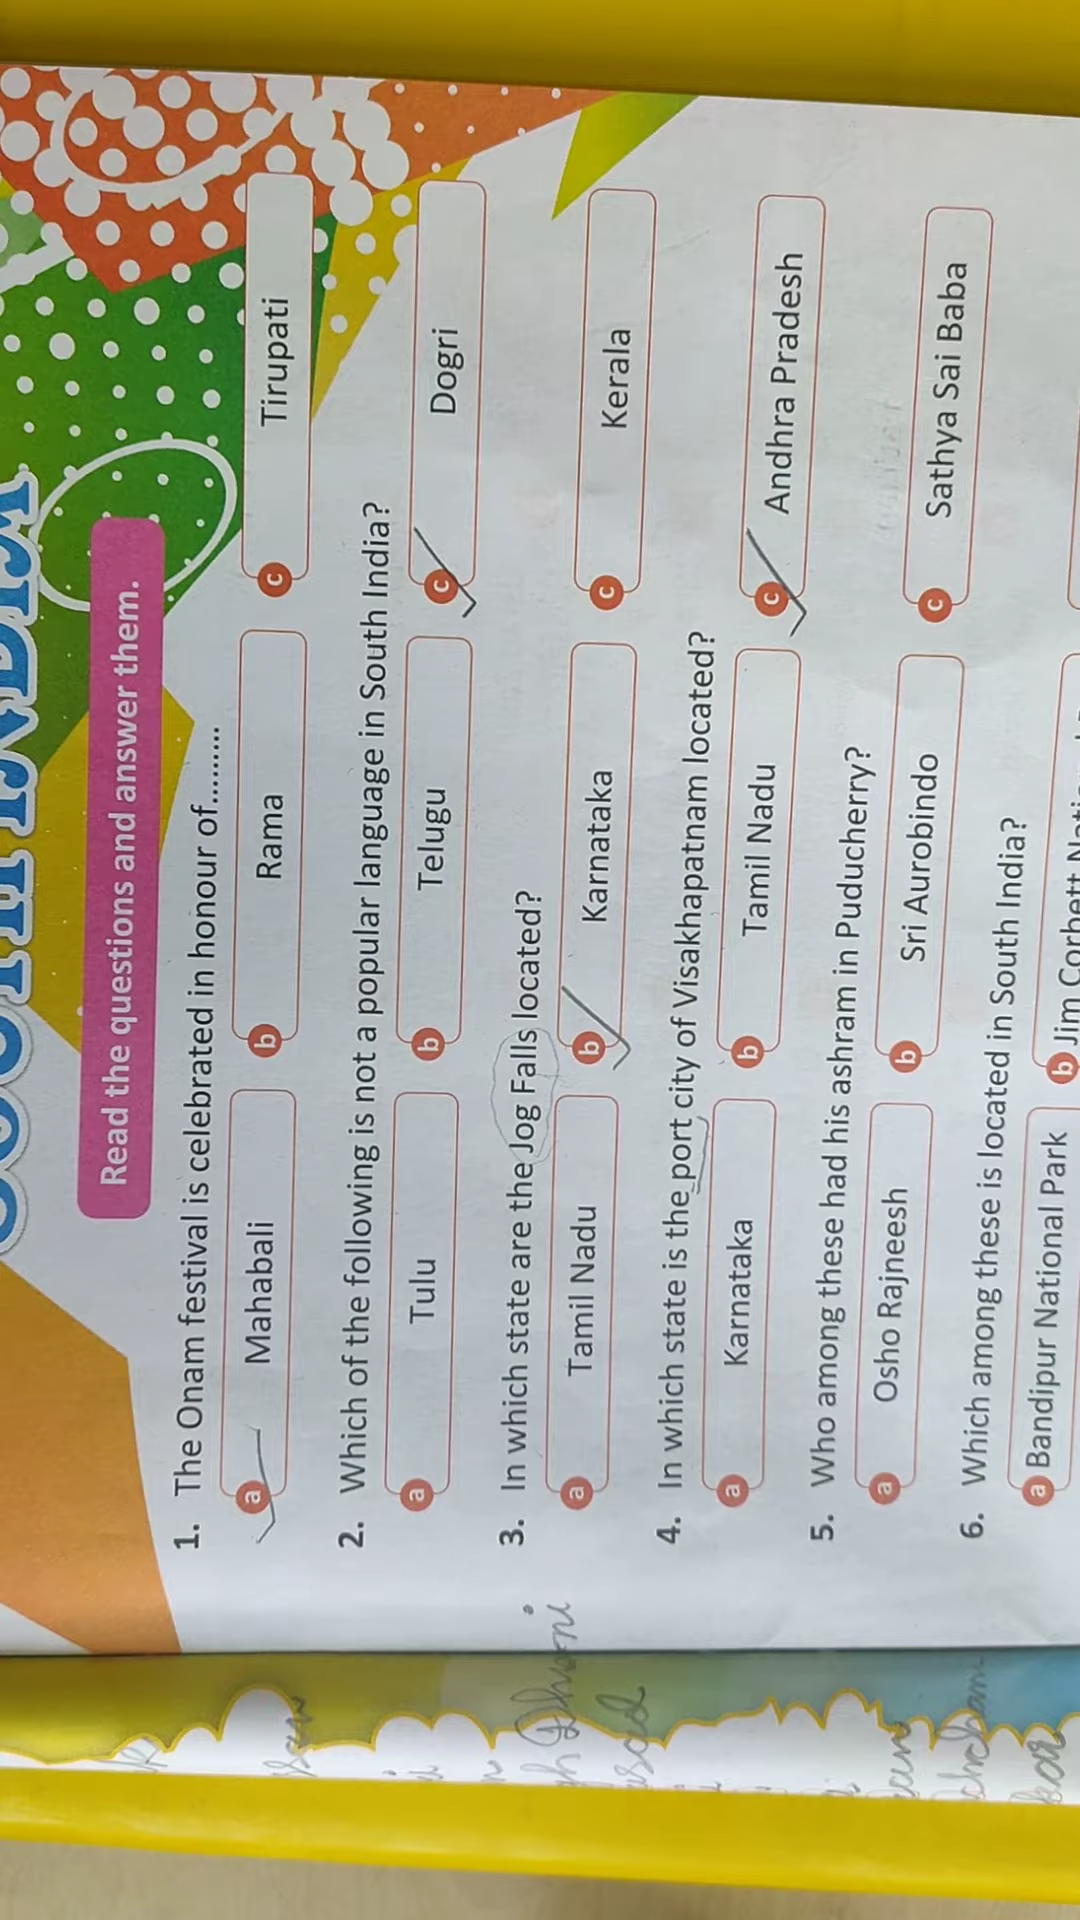 SOUTH INDIA
Read the questions and answer them.
1. The Onam festival is celebrated in honour of.........
a Mahabali b Rama c Tirupati
2. Which of the following is not a popular language in South India?
a Tulu b Telugu c Dogri
3. In which state are the Jog Falls located?
a Tamil Nadu b Karnataka c Kerala
4. In which state is the port city of Visakhapatnam located?
a Karnataka b Tamil Nadu c Andhra Pradesh
5. Who among these had his ashram in Puducherry?
a Osho Rajneesh b Sri Aurobindo c Sathya Sai Baba
6. Which among these is located in South India?
a Bandipur National Park b Jim Corbett